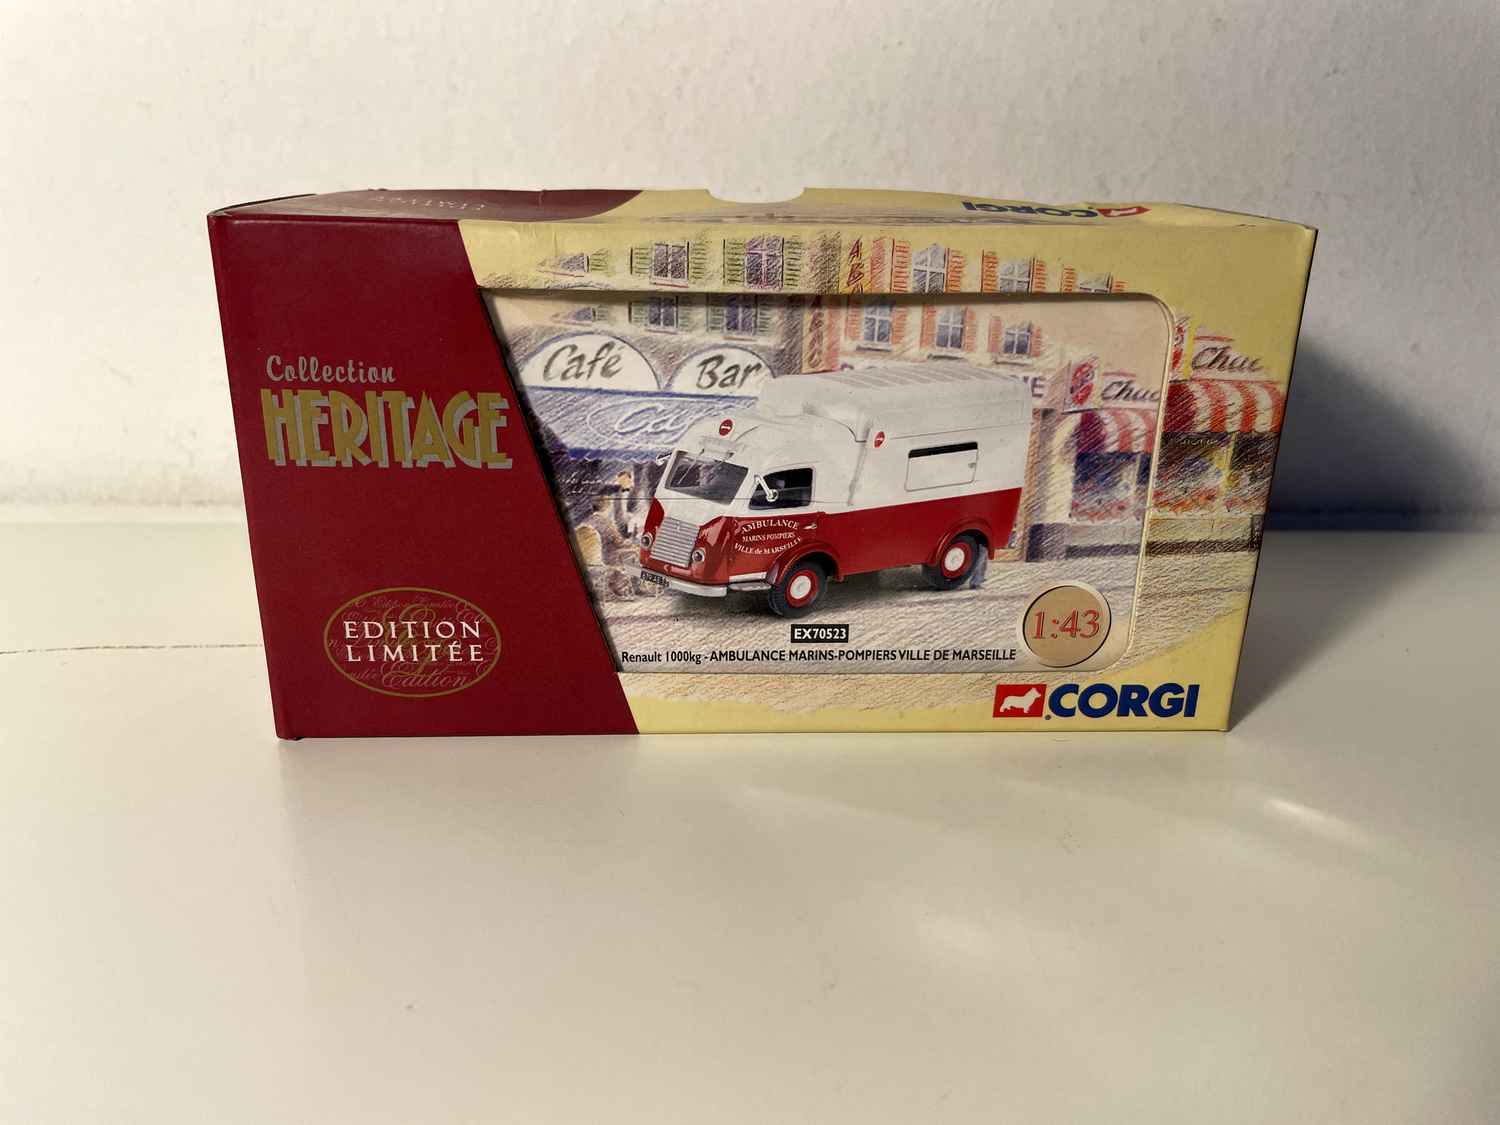 CORGI
Collection
HERITAGE
EDITION
LIMITÉE
Café
Bar
AMBULANCE
MARINS POMPIERS
VILLE de MARSEILLE
EX70523
Renault 1000kg - AMBULANCE MARINS-POMPIERS VILLE DE MARSEILLE
1:43
CORGI